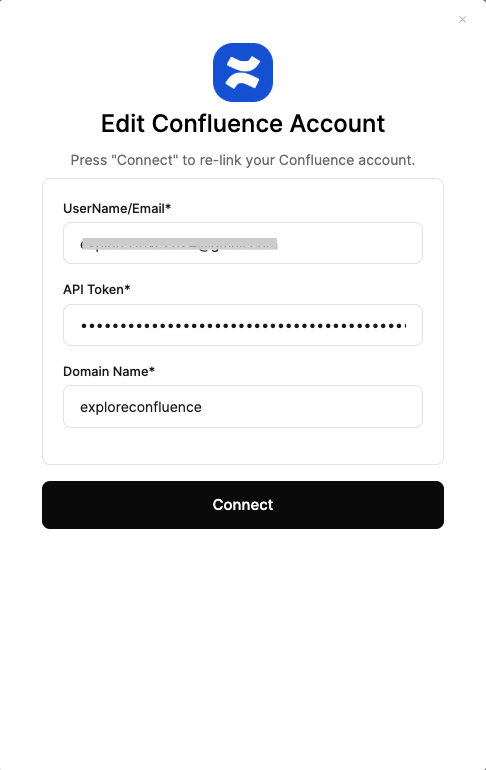 Edit Confluence Account
Press "Connect" to re-link your Confluence account.
UserName/Email*
API Token*
••••••••••••••••••••••••••••••••••••••••••
Domain Name*
exploreconfluence
Connect